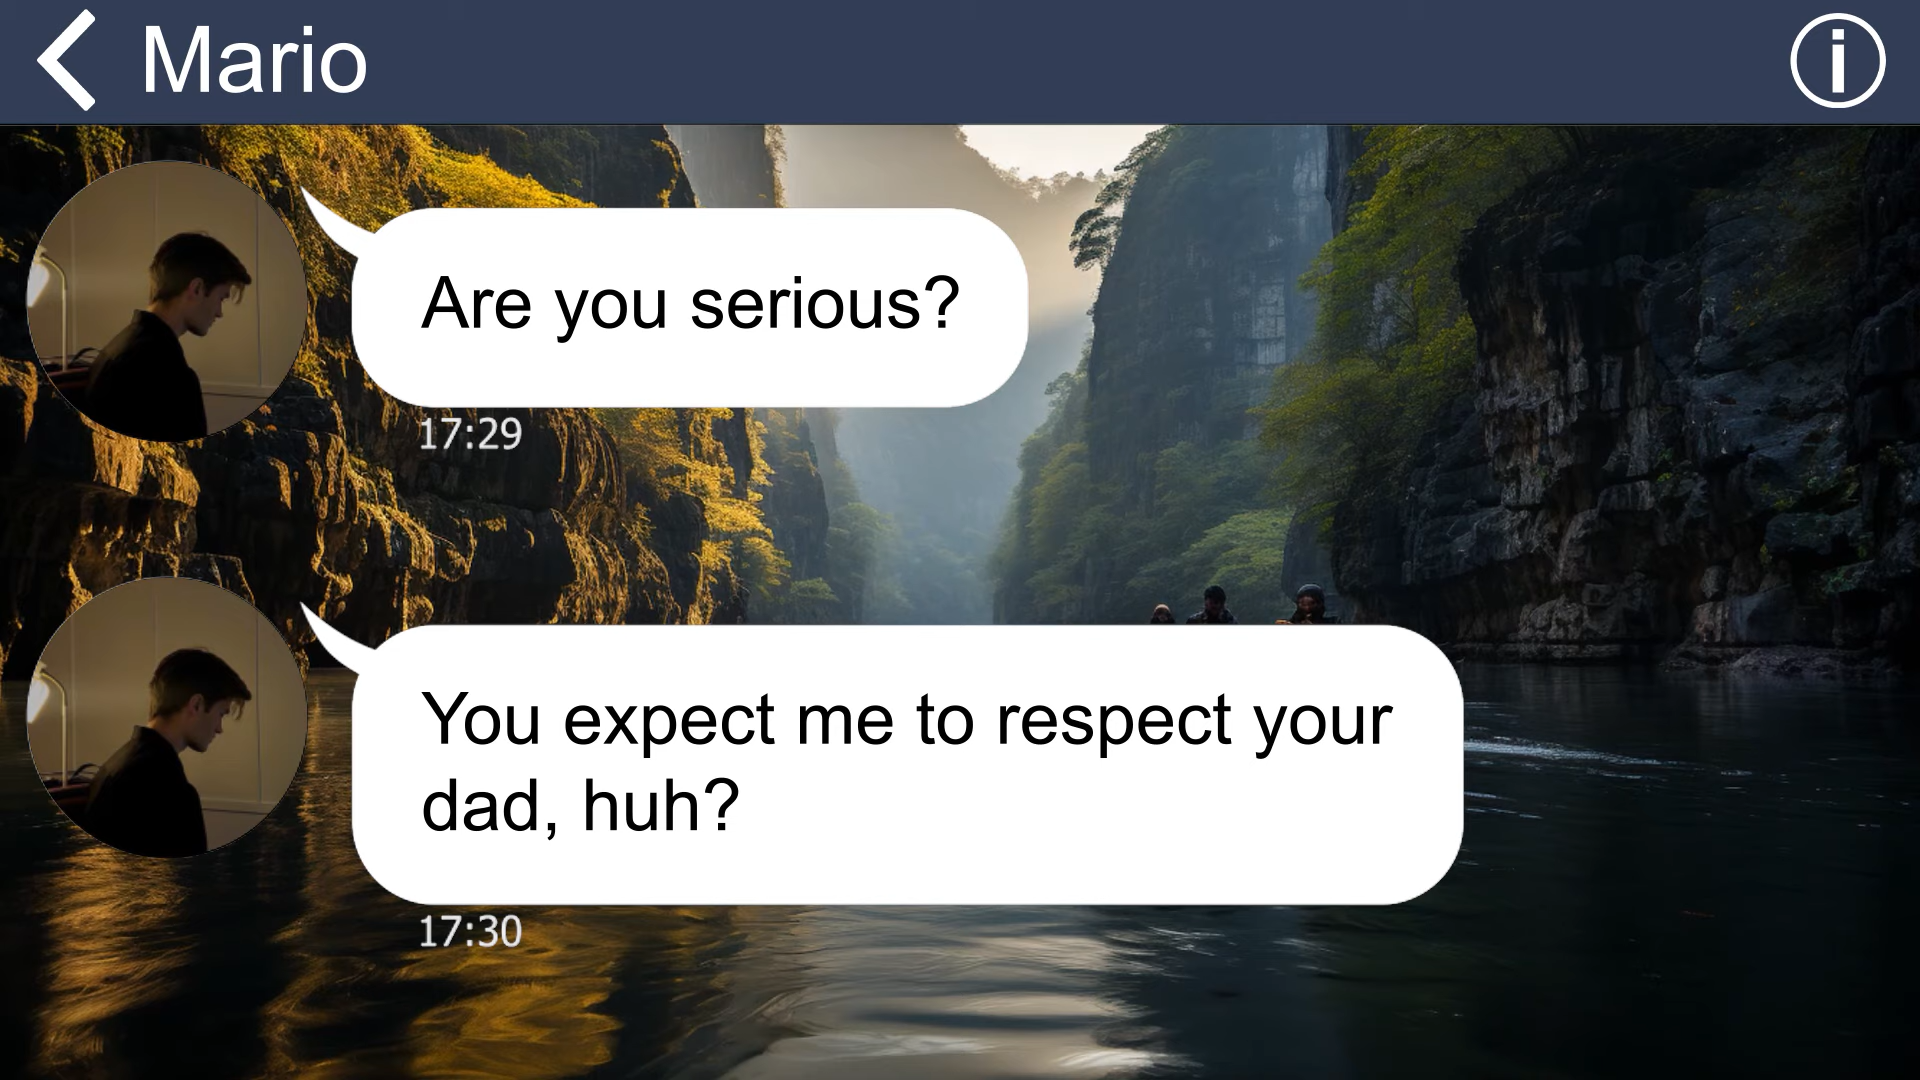 Mario
Are you serious?
17:29
You expect me to respect your
dad, huh?
17:30